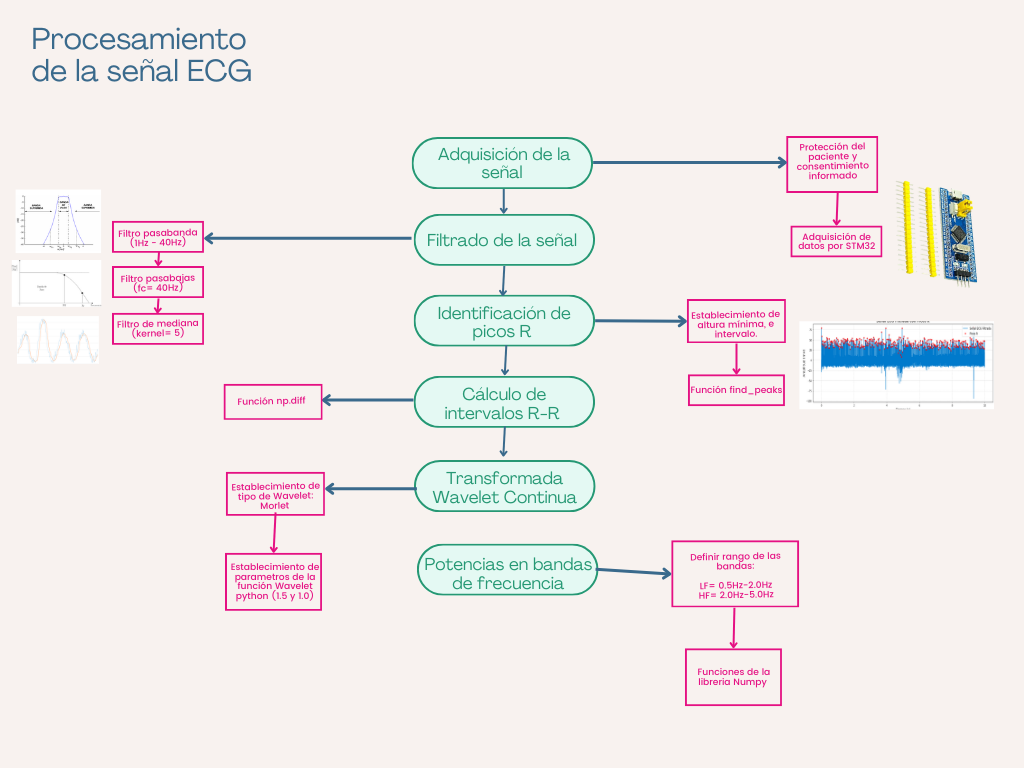 Procesamiento
de la señal ECG
Adquisición de la
señal
Protección del
paciente y
consentimiento
informado
Adquisición de
datos por STM32
Filtrado de la señal
Filtro pasabanda
(1Hz - 40Hz)
Filtro pasabajas
(fc= 40Hz)
Filtro de mediana
(kernel= 5)
Identificación de
picos R
Establecimiento de
altura mínima, e
intervalo.
Función find_peaks
Cálculo de
intervalos R-R
Función np.diff
Transformada
Wavelet Continua
Establecimiento de
tipo de Wavelet:
Morlet
Establecimiento de
parametros de la
función Wavelet
python (1.5 y 1.0)
Potencias en bandas
de frecuencia
Definir rango de las
bandas:
LF= 0.5Hz-2.0Hz
HF= 2.0Hz-5.0Hz
Funciones de la
libreria Numpy